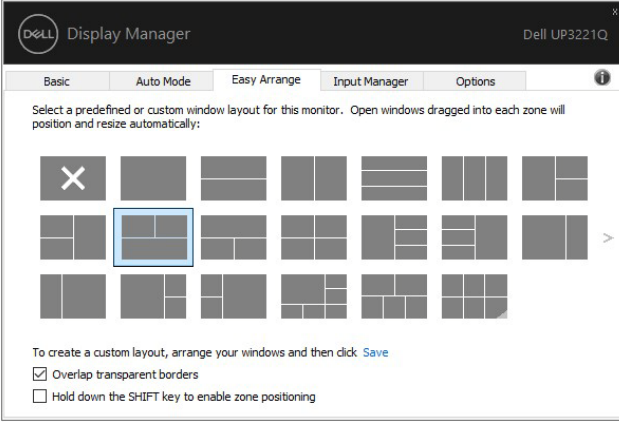 DELL Display Manager
Dell UP3221Q
x
Basic
Auto Mode
Easy Arrange
Input Manager
Options
i
Select a predefined or custom window layout for this monitor. Open windows dragged into each zone will
position and resize automatically:
>
To create a custom layout, arrange your windows and then click Save
Overlap transparent borders
Hold down the SHIFT key to enable zone positioning